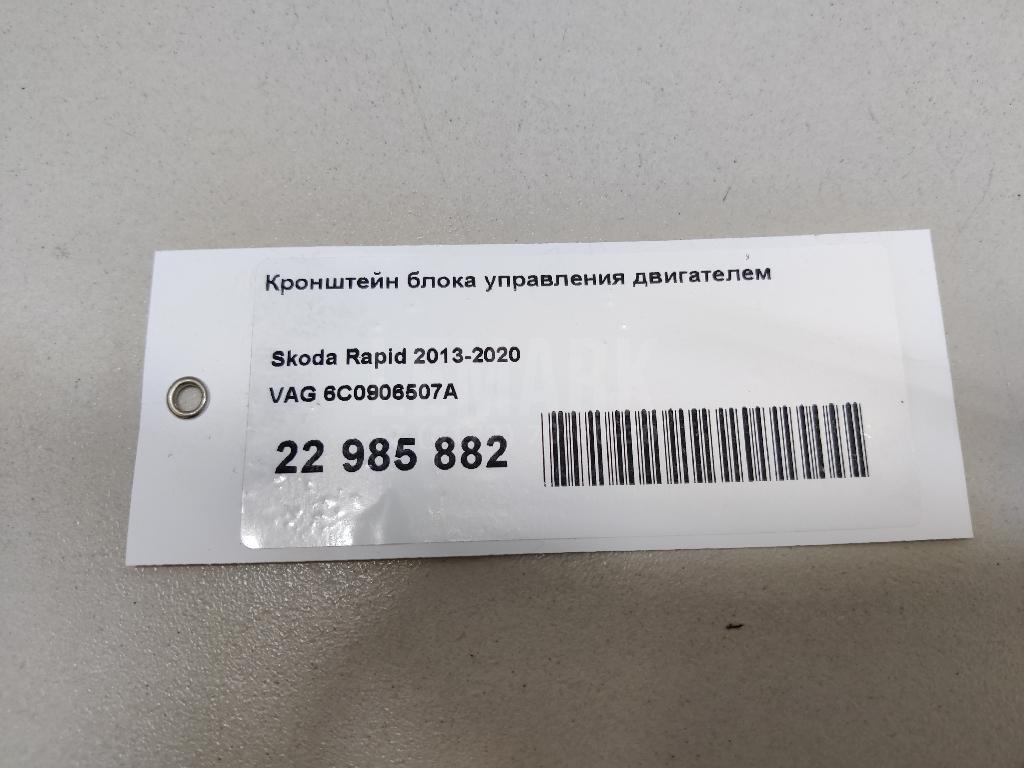 Кронштейн блока управления двигателем
Skoda Rapid 2013-2020
VAG 6C0906507A
22 985 882